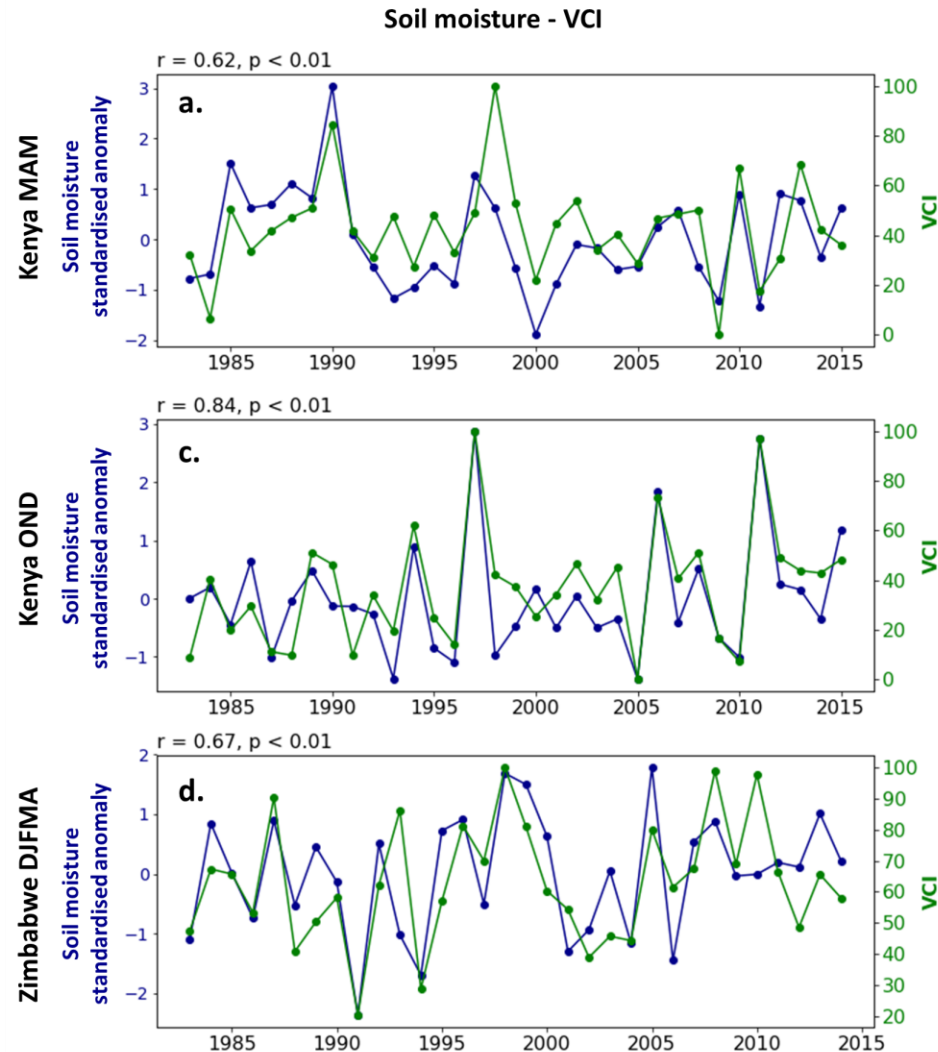 Soil moisture - VCI
r = 0.62, p < 0.01
a.
Kenya MAM
Soil moisture
standardised anomaly
3
2
1
0
−1
−2
100
80
60
40
20
0
VCI
1985 1990 1995 2000 2005 2010 2015
r = 0.84, p < 0.01
c.
Kenya OND
Soil moisture
standardised anomaly
3
2
1
0
−1
100
80
60
40
20
0
VCI
1985 1990 1995 2000 2005 2010 2015
r = 0.67, p < 0.01
d.
Zimbabwe DJFMA
Soil moisture
standardised anomaly
2
1
0
−1
−2
100
90
80
70
60
50
40
30
20
VCI
1985 1990 1995 2000 2005 2010 2015